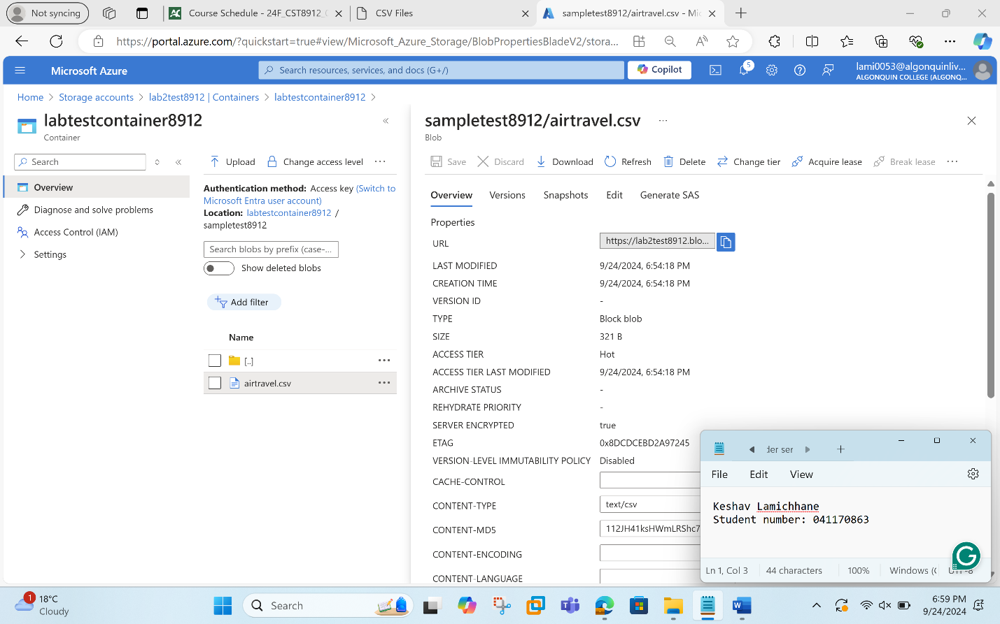 Not syncing
Course Schedule - 24F_CST8912_
CSV Files
sampletest8912/airtravel.csv - Mic
https://portal.azure.com/?quickstart=true#view/Microsoft_Azure_Storage/BlobPropertiesBladeV2/stora...
Microsoft Azure
Search resources, services, and docs (G+/)
Copilot
5
lami0053@algonquinliv...
ALGONQUIN COLLEGE (ALGONQ...
Home > Storage accounts > lab2test8912 | Containers > labtestcontainer8912 >
labtestcontainer8912
Container
Search
Overview
Diagnose and solve problems
Access Control (IAM)
Settings
Upload
Change access level
Authentication method: Access key (Switch to
Microsoft Entra user account)
Location: labtestcontainer8912 /
sampletest8912
Search blobs by prefix (case-...
Show deleted blobs
Add filter
Name
[..]
airtravel.csv
sampletest8912/airtravel.csv
Blob
Save
Discard
Download
Refresh
Delete
Change tier
Acquire lease
Break lease
Overview
Versions
Snapshots
Edit
Generate SAS
Properties
URL https://lab2test8912.blo...
LAST MODIFIED 9/24/2024, 6:54:18 PM
CREATION TIME 9/24/2024, 6:54:18 PM
VERSION ID -
TYPE Block blob
SIZE 321 B
ACCESS TIER Hot
ACCESS TIER LAST MODIFIED 9/24/2024, 6:54:18 PM
ARCHIVE STATUS -
REHYDRATE PRIORITY -
SERVER ENCRYPTED true
ETAG 0x8DCDCEBD2A97245
VERSION-LEVEL IMMUTABILITY POLICY Disabled
CACHE-CONTROL
CONTENT-TYPE text/csv
CONTENT-MD5 112JH41ksHWmLRShc7
CONTENT-ENCODING
CONTENT-LANGUAGE
der ser
File Edit View
Keshav Lamichhane
Student number: 041170863
Ln 1, Col 3 44 characters 100% Windows (
1
18°C
Cloudy
Search
6:59 PM
9/24/2024